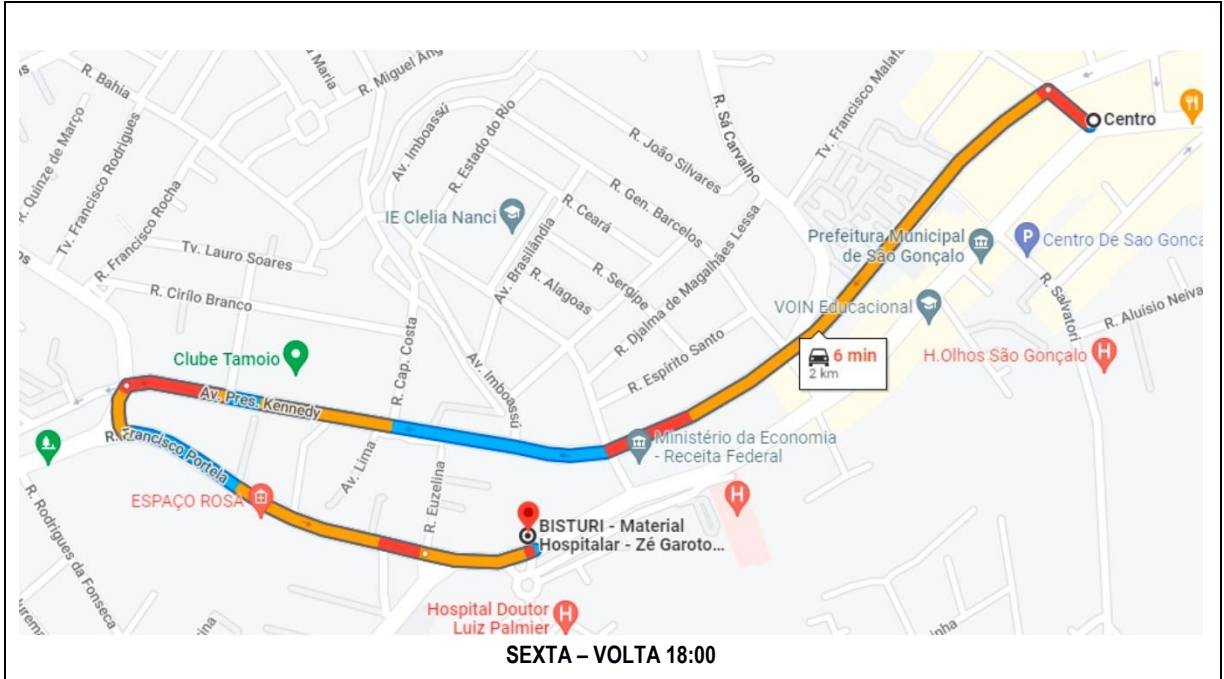 R. Bahia
R. Miguel Âng
Maria
R. Quinze de Março
Tv. Francisco Rodrigues
R. Francisco Rocha
Av. Imboassú
R. Estado do Rio
R. João Silvares
R. Sá Carvalho
Tv. Francisco Malafa
Centro
IE Clelia Nanci
R. Gen. Barcelos
R. Ceará
Av. Brasilândia
R. Sergipe
R. Alagoas
R. Djalma de Magalhães Lessa
Prefeitura Municipal
de São Gonçalo
Centro De Sao Gonca
Tv. Lauro Soares
R. Cirílo Branco
VOIN Educacional
R. Salvatori
R. Aluísio Neiva
Clube Tamoio
R. Cap. Costa
R. Espírito Santo
6 min
2 km
H.Olhos São Gonçalo
Av. Pres. Kennedy
Av. Imboassú
R. Francisco Portela
Ministério da Economia
- Receita Federal
Av. Lima
R. Euzelina
ESPAÇO ROSA
R. Rodrigues da Fonseca
BISTURI - Material
Hospitalar - Zé Garoto...
Hospital Doutor
Luiz Palmier
SEXTA – VOLTA 18:00